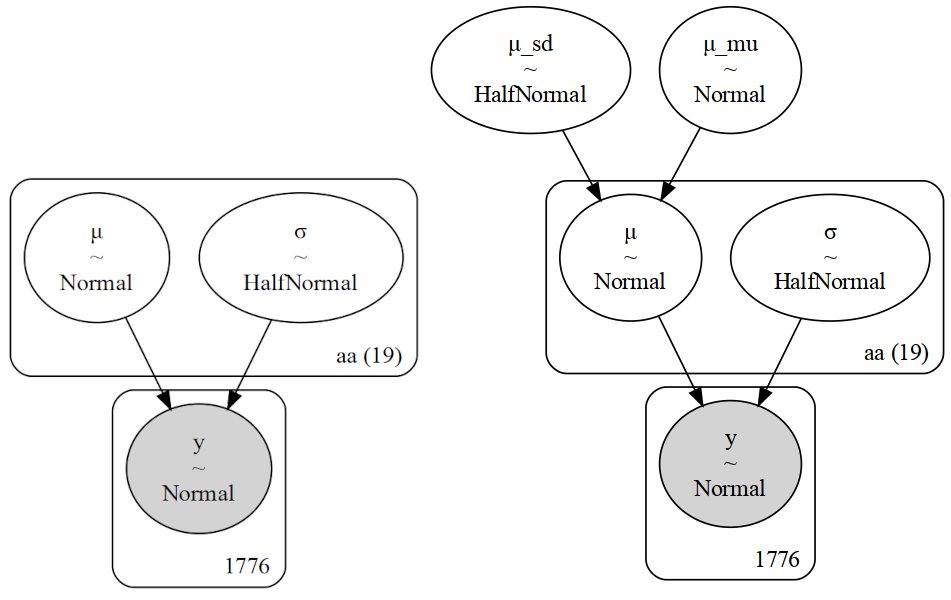 μ
~
Normal
σ
~
HalfNormal
aa (19)
y
~
Normal
1776
μ_sd
~
HalfNormal
μ_mu
~
Normal
μ
~
Normal
σ
~
HalfNormal
aa (19)
y
~
Normal
1776